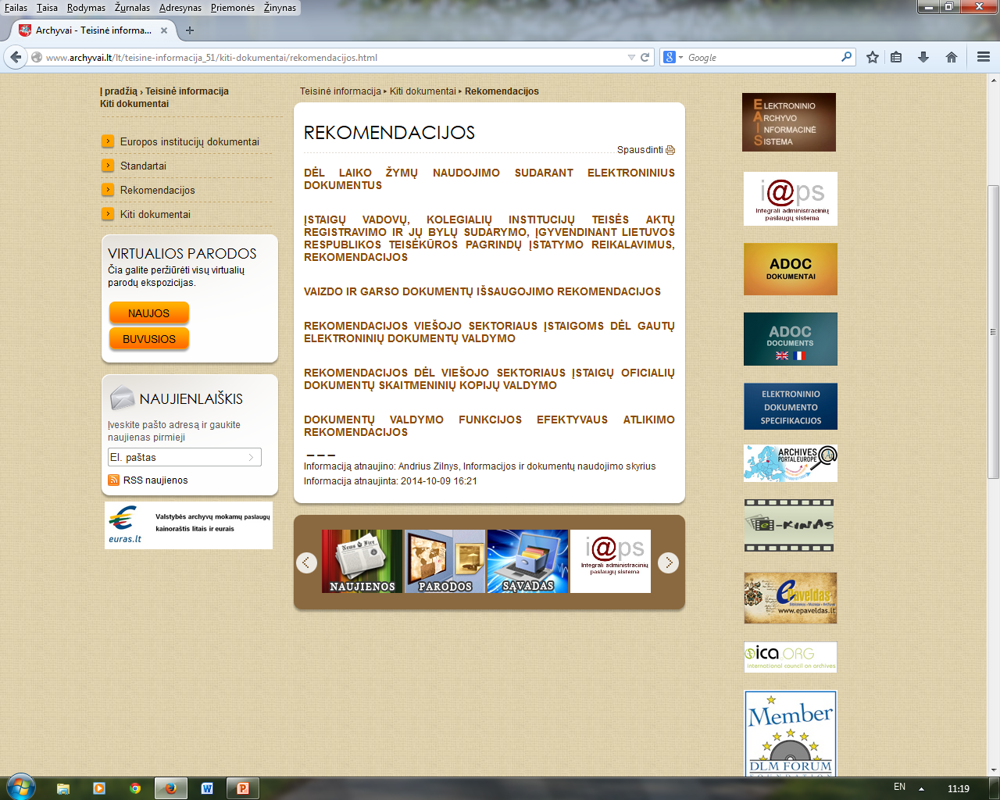 Failas Taisa Rodymas Žurnalas Adresynas Priemonės Žinynas
Archyvai - Teisinė informa...
www.archyvai.lt/lt/teisine-informacija_51/kiti-dokumentai/rekomendacijos.html
Google
Į pradžią › Teisinė informacija
Kiti dokumentai
Europos institucijų dokumentai
Standartai
Rekomendacijos
Kiti dokumentai
VIRTUALIOS PARODOS
Čia galite peržiūrėti visų virtualių
parodų ekspozicijas.
NAUJOS
BUVUSIOS
NAUJIENLAIŠKIS
Įveskite pašto adresą ir gaukite
naujienas pirmieji
El. paštas
RSS naujienos
euras.lt
Valstybės archyvų mokamų paslaugų
kainoraštis litais ir eurais
Teisinė informacija ▸ Kiti dokumentai ▸ Rekomendacijos
REKOMENDACIJOS
Spausdinti
DĖL LAIKO ŽYMŲ NAUDOJIMO SUDARANT ELEKTRONINIUS
DOKUMENTUS
ĮSTAIGŲ VADOVŲ, KOLEGIALIŲ INSTITUCIJŲ TEISĖS AKTŲ
REGISTRAVIMO IR JŲ BYLŲ SUDARYMO, ĮGYVENDINANT LIETUVOS
RESPUBLIKOS TEISĖKŪROS PAGRINDŲ ĮSTATYMO REIKALAVIMUS,
REKOMENDACIJOS
VAIZDO IR GARSO DOKUMENTŲ IŠSAUGOJIMO REKOMENDACIJOS
REKOMENDACIJOS VIEŠOJO SEKTORIAUS ĮSTAIGOMS DĖL GAUTŲ
ELEKTRONINIŲ DOKUMENTŲ VALDYMO
REKOMENDACIJOS DĖL VIEŠOJO SEKTORIAUS ĮSTAIGŲ OFICIALIŲ
DOKUMENTŲ SKAITMENINIŲ KOPIJŲ VALDYMO
DOKUMENTŲ VALDYMO FUNKCIJOS EFEKTYVAUS ATLIKIMO
REKOMENDACIJOS
Informaciją atnaujino: Andrius Zilnys, Informacijos ir dokumentų naudojimo skyrius
Informacija atnaujinta: 2014-10-09 16:21
News Fire
NAUJIENOS
PARODOS
SĄVADAS
i@ps
Integrali administracinių
paslaugų sistema
ELEKTRONINIO
ARCHYVO
INFORMACINĖ
SISTEMA
i@ps
Integrali administracinių
paslaugų sistema
ADOC
DOKUMENTAI
ADOC
DOCUMENTS
ELEKTRONINIO
DOKUMENTO
SPECIFIKACIJOS
ARCHIVES
PORTAL EUROPE
e-KINAS
ePaveldas
www.epaveldas.lt
ica.ORG
international council on archives
Member
DLM FORUM
FOUNDATION
EN
11:19